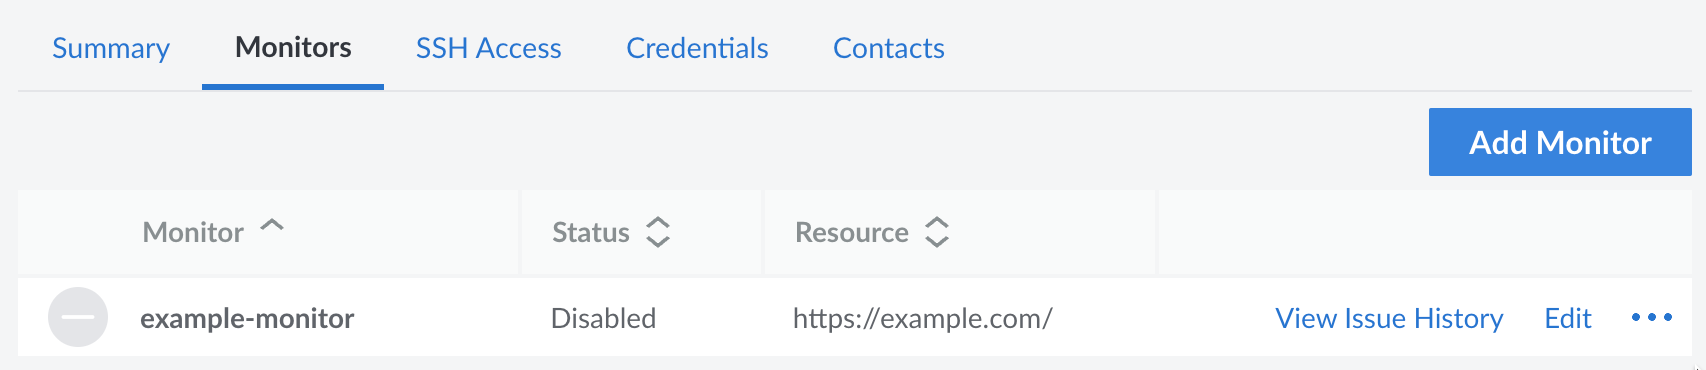 Summary Monitors SSH Access Credentials Contacts
Add Monitor
Monitor Status Resource
example-monitor Disabled https://example.com/ View Issue History Edit